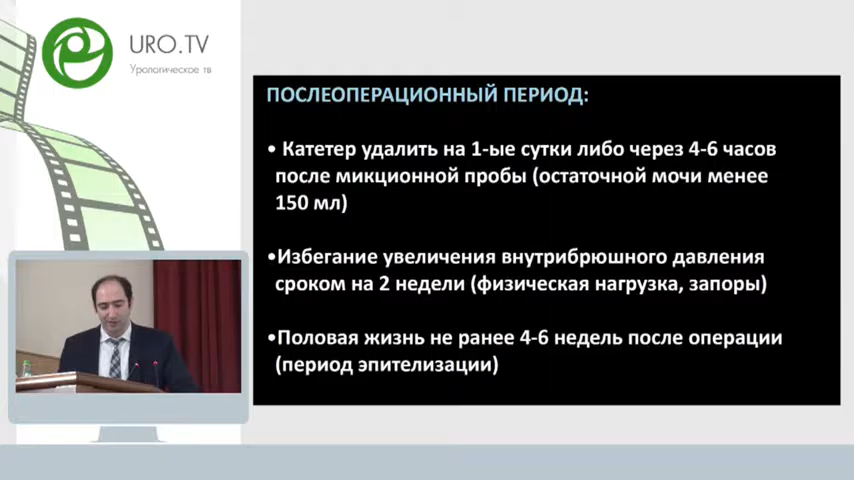 URO.TV
Урологическое тв
ПОСЛЕОПЕРАЦИОННЫЙ ПЕРИОД:
• Катетер удалить на 1-ые сутки либо через 4-6 часов
после микционной пробы (остаточной мочи менее
150 мл)
•Избегание увеличения внутрибрюшного давления
сроком на 2 недели (физическая нагрузка, запоры)
•Половая жизнь не ранее 4-6 недель после операции
(период эпителизации)